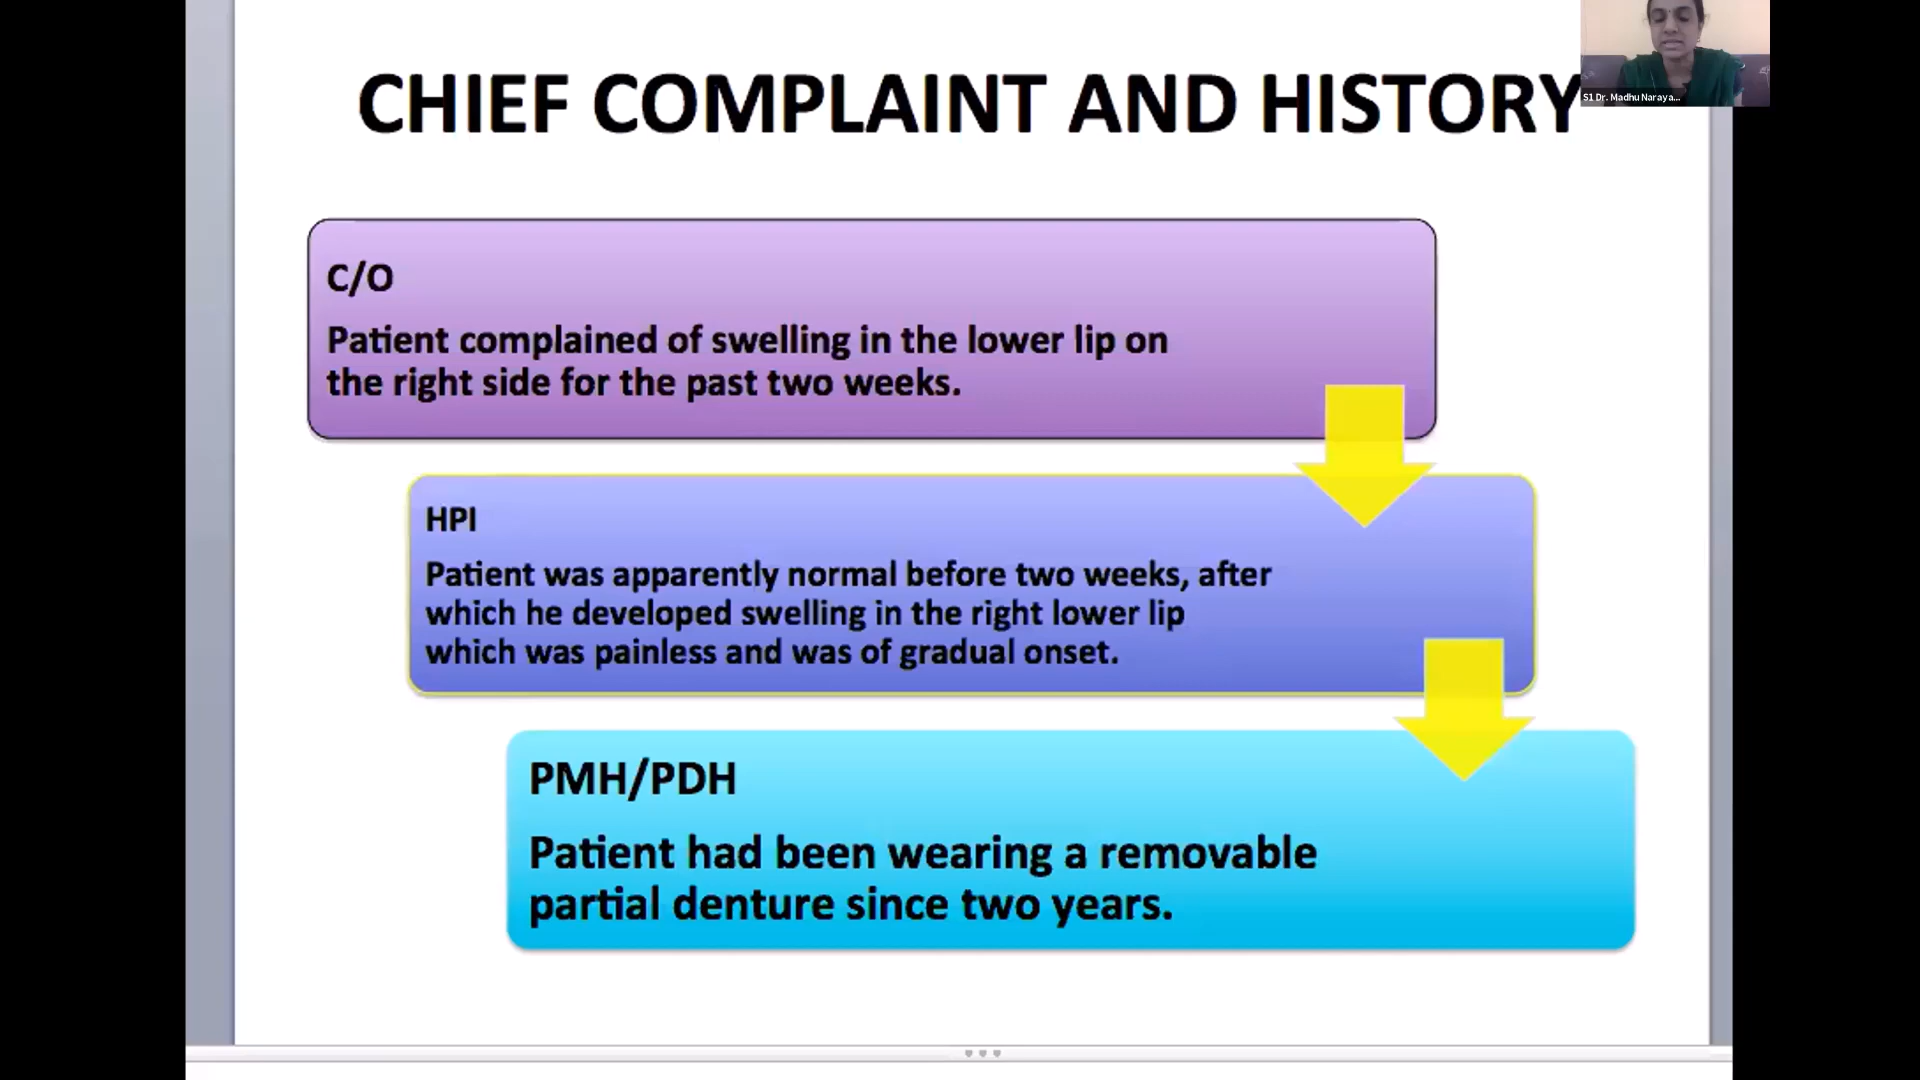 CHIEF COMPLAINT AND HISTORY
S1 Dr. Madhu Naraya...
C/O
Patient complained of swelling in the lower lip on
the right side for the past two weeks.
HPI
Patient was apparently normal before two weeks, after
which he developed swelling in the right lower lip
which was painless and was of gradual onset.
PMH/PDH
Patient had been wearing a removable
partial denture since two years.